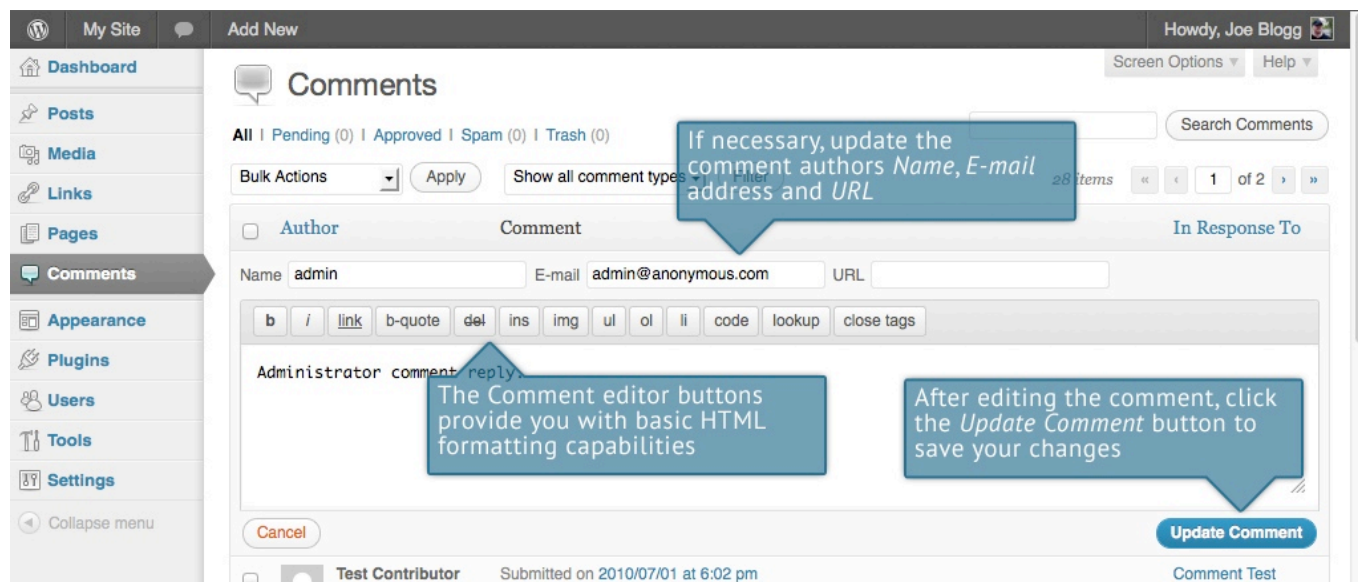 My Site Add New Howdy, Joe Blogg
Screen Options Help
Dashboard
Posts
Media
Links
Pages
Comments
Appearance
Plugins
Users
Tools
Settings
Collapse menu
Comments
All | Pending (0) | Approved | Spam (0) | Trash (0)
Search Comments
Bulk Actions Apply Show all comment types Filter 28 items « ‹ 1 of 2 › »
If necessary, update the
comment authors Name, E-mail
address and URL
Author Comment In Response To
Name admin E-mail admin@anonymous.com URL
b i link b-quote del ins img ul ol li code lookup close tags
Administrator comment reply.
The Comment editor buttons
provide you with basic HTML
formatting capabilities
After editing the comment, click
the Update Comment button to
save your changes
Cancel Update Comment
Test Contributor Submitted on 2010/07/01 at 6:02 pm Comment Test